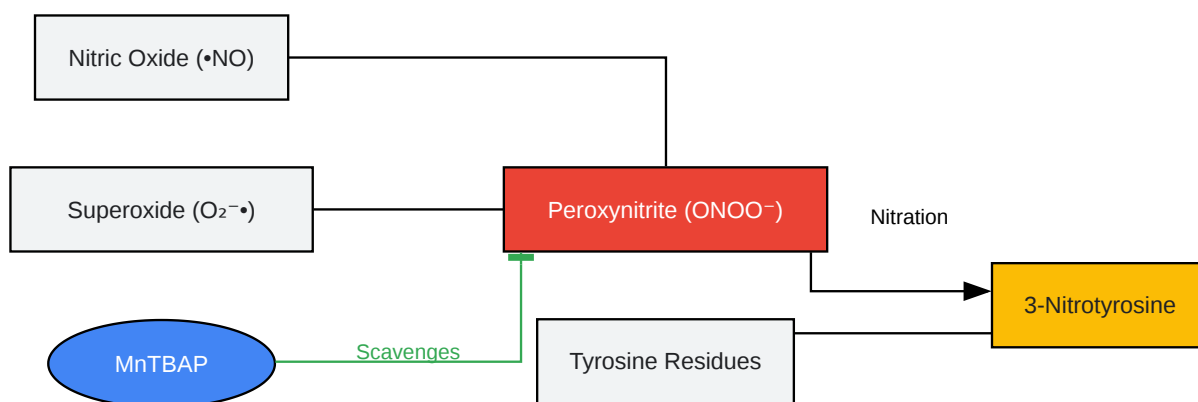 Nitric Oxide (•NO)
Superoxide (O₂⁻•)
Peroxynitrite (ONOO⁻)
Nitration
3-Nitrotyrosine
MnTBAP
Scavenges
Tyrosine Residues